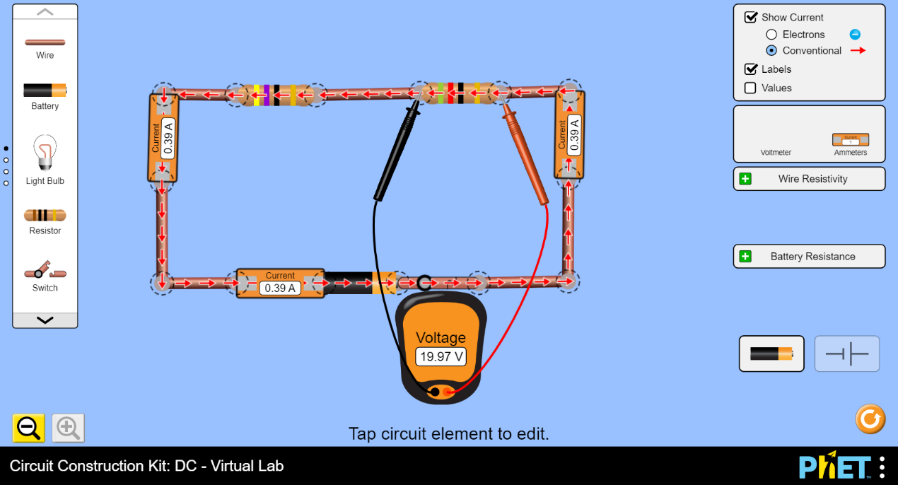 Wire
Battery
Light Bulb
Resistor
Switch
Current
0.39 A
Current
0.39 A
Current
0.39 A
Voltage
19.97 V
Tap circuit element to edit.
Show Current
Electrons
Conventional
Labels
Values
Voltmeter
Ammeters
Wire Resistivity
Battery Resistance
Circuit Construction Kit: DC - Virtual Lab
PhET